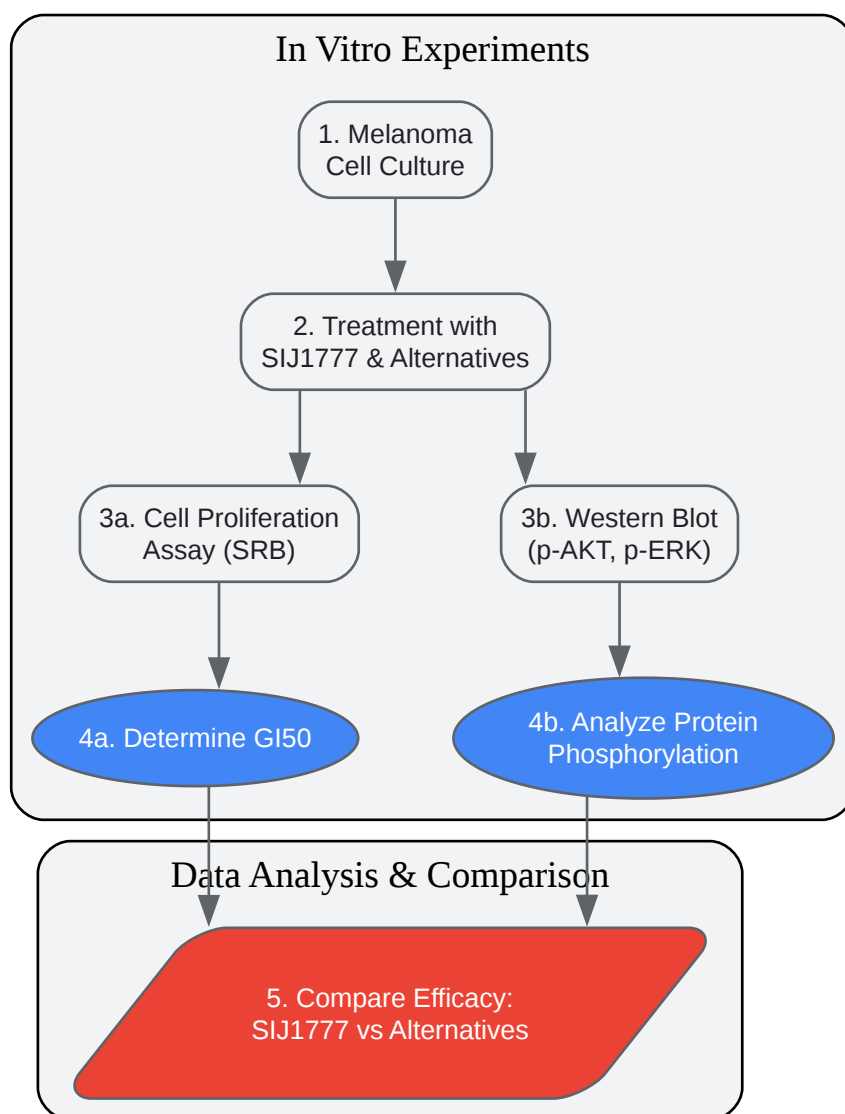 In Vitro Experiments
1. Melanoma
Cell Culture
2. Treatment with
SIJ1777 & Alternatives
3a. Cell Proliferation
Assay (SRB)
3b. Western Blot
(p-AKT, p-ERK)
4a. Determine GI50
4b. Analyze Protein
Phosphorylation
Data Analysis & Comparison
5. Compare Efficacy:
SIJ1777 vs Alternatives